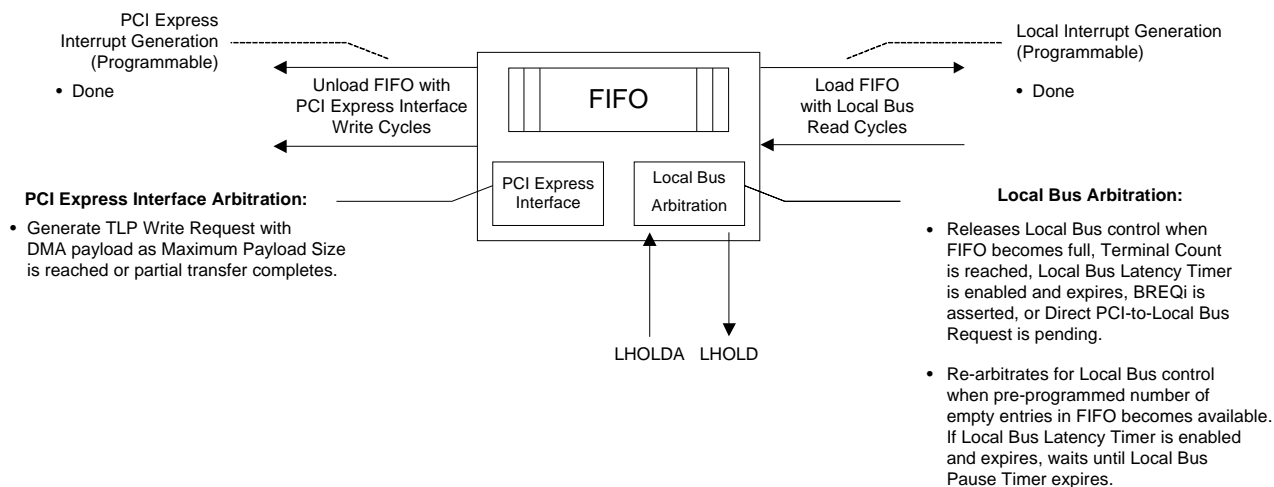 PCI Express
Interrupt Generation
(Programmable)
• Done
Unload FIFO with
PCI Express Interface
Write Cycles
FIFO
Load FIFO
with Local Bus
Read Cycles
Local Interrupt Generation
(Programmable)
• Done
PCI Express Interface Arbitration:
• Generate TLP Write Request with
DMA payload as Maximum Payload Size
is reached or partial transfer completes.
PCI Express
Interface
Local Bus
Arbitration
LHOLDA LHOLD
Local Bus Arbitration:
• Releases Local Bus control when
FIFO becomes full, Terminal Count
is reached, Local Bus Latency Timer
is enabled and expires, BREQi is
asserted, or Direct PCI-to-Local Bus
Request is pending.
• Re-arbitrates for Local Bus control
when pre-programmed number of
empty entries in FIFO becomes available.
If Local Bus Latency Timer is enabled
and expires, waits until Local Bus
Pause Timer expires.